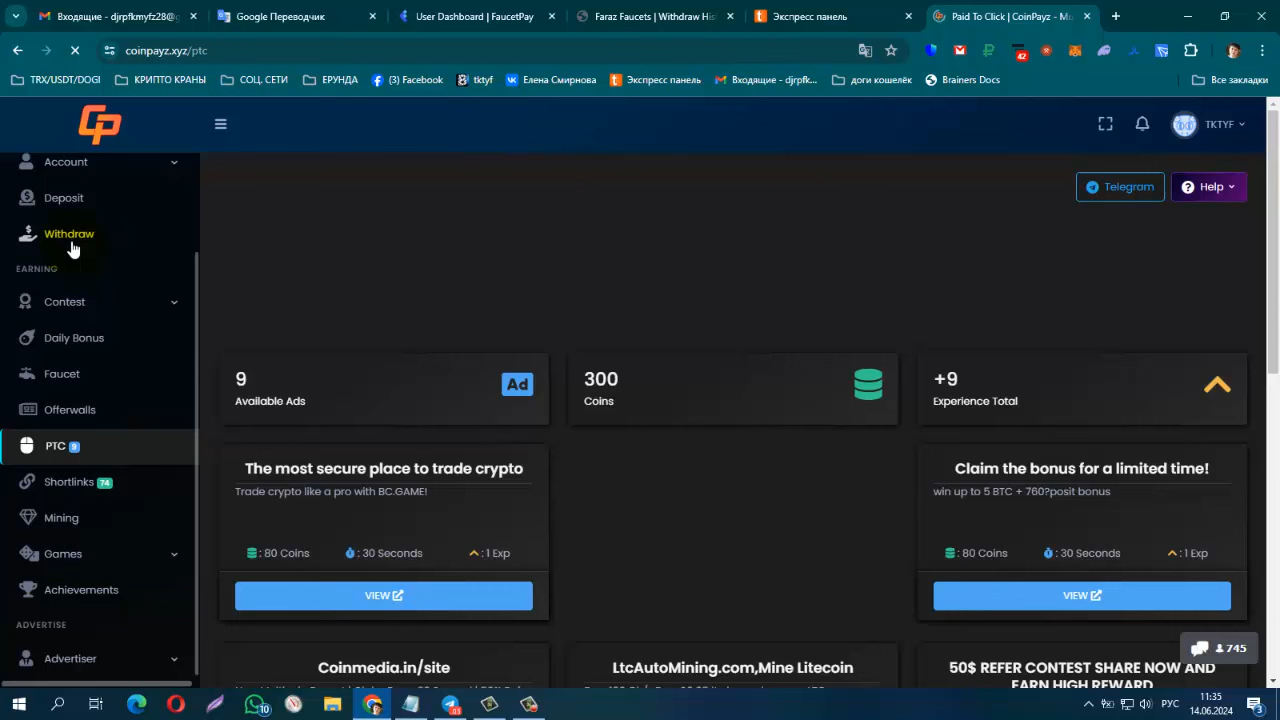 Входящие - djrpfkmyfz28@g
Google Переводчик
User Dashboard | FaucetPay
Faraz Faucets | Withdraw His
Экспресс панель
Paid To Click | CoinPayz - Mu
coinpayz.xyz/ptc
42
TRX/USDT/DOGI
КРИПТО КРАНЫ
СОЦ. СЕТИ
ЕРУНДА
(3) Facebook
tktyf
Елена Смирнова
Экспресс панель
Входящие - djrpfk...
доги кошелёк
Brainers Docs
Все закладки
CP
TKTYF
Account
Deposit
Withdraw
EARNING
Contest
Daily Bonus
Faucet
Offerwalls
PTC 9
Shortlinks 74
Mining
Games
Achievements
ADVERTISE
Advertiser
Telegram
Help
9
Available Ads
Ad
300
Coins
+9
Experience Total
The most secure place to trade crypto
Trade crypto like a pro with BC.GAME!
: 80 Coins
: 30 Seconds
: 1 Exp
VIEW
Claim the bonus for a limited time!
win up to 5 BTC + 760?posit bonus
: 80 Coins
: 30 Seconds
: 1 Exp
VIEW
Coinmedia.in/site
LtcAutoMining.com,Mine Litecoin
50$ REFER CONTEST SHARE NOW AND
EARN HIGH REWARD
745
10
РУС
11:35
14.06.2024
3